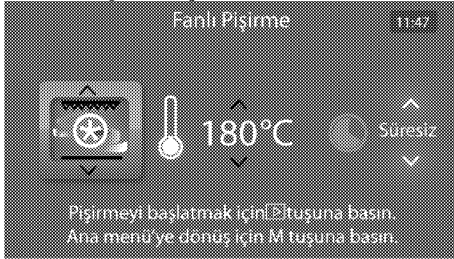 Fanlı Pişirme
11:47
180°C
Süresiz
Pişirmeyi başlatmak için tuşuna basın.
Ana menü'ye dönüş için M tuşuna basın.